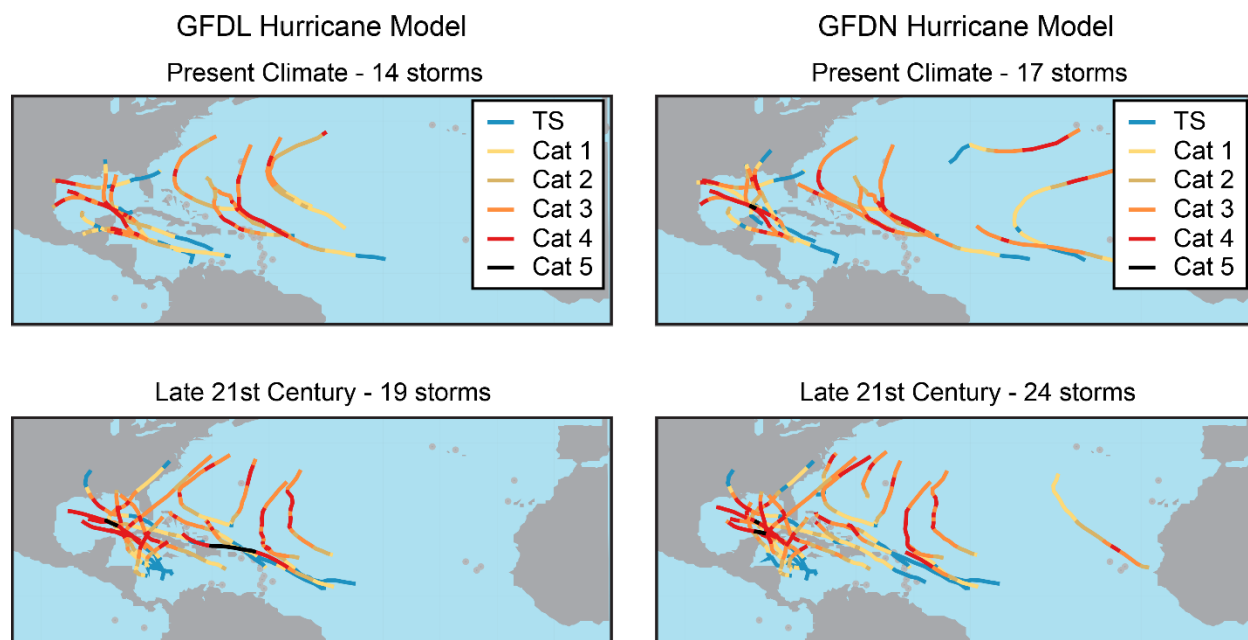 GFDL Hurricane Model
Present Climate - 14 storms
TS
Cat 1
Cat 2
Cat 3
Cat 4
Cat 5
GFDN Hurricane Model
Present Climate - 17 storms
TS
Cat 1
Cat 2
Cat 3
Cat 4
Cat 5
Late 21st Century - 19 storms
Late 21st Century - 24 storms